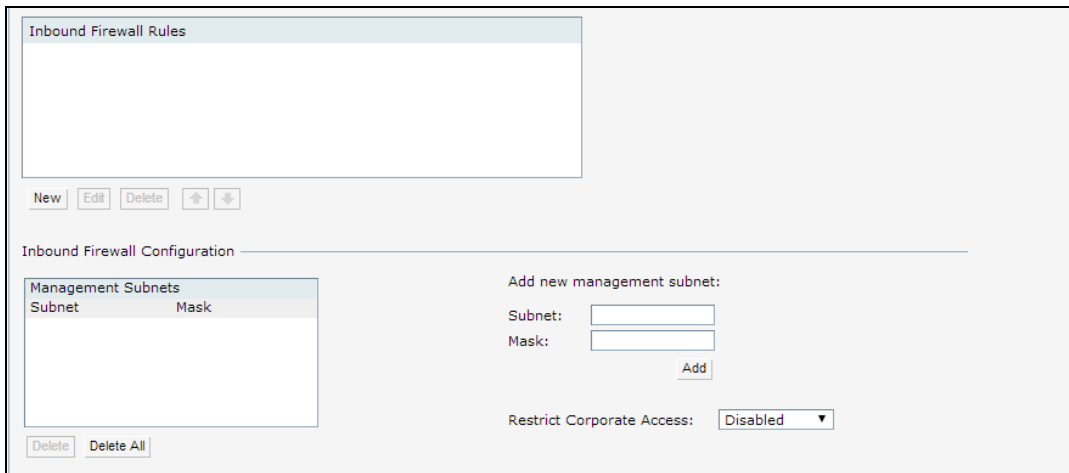 Inbound Firewall Rules
New Edit Delete
Inbound Firewall Configuration
Management Subnets
Subnet Mask
Delete Delete All
Add new management subnet:
Subnet:
Mask:
Add
Restrict Corporate Access: Disabled